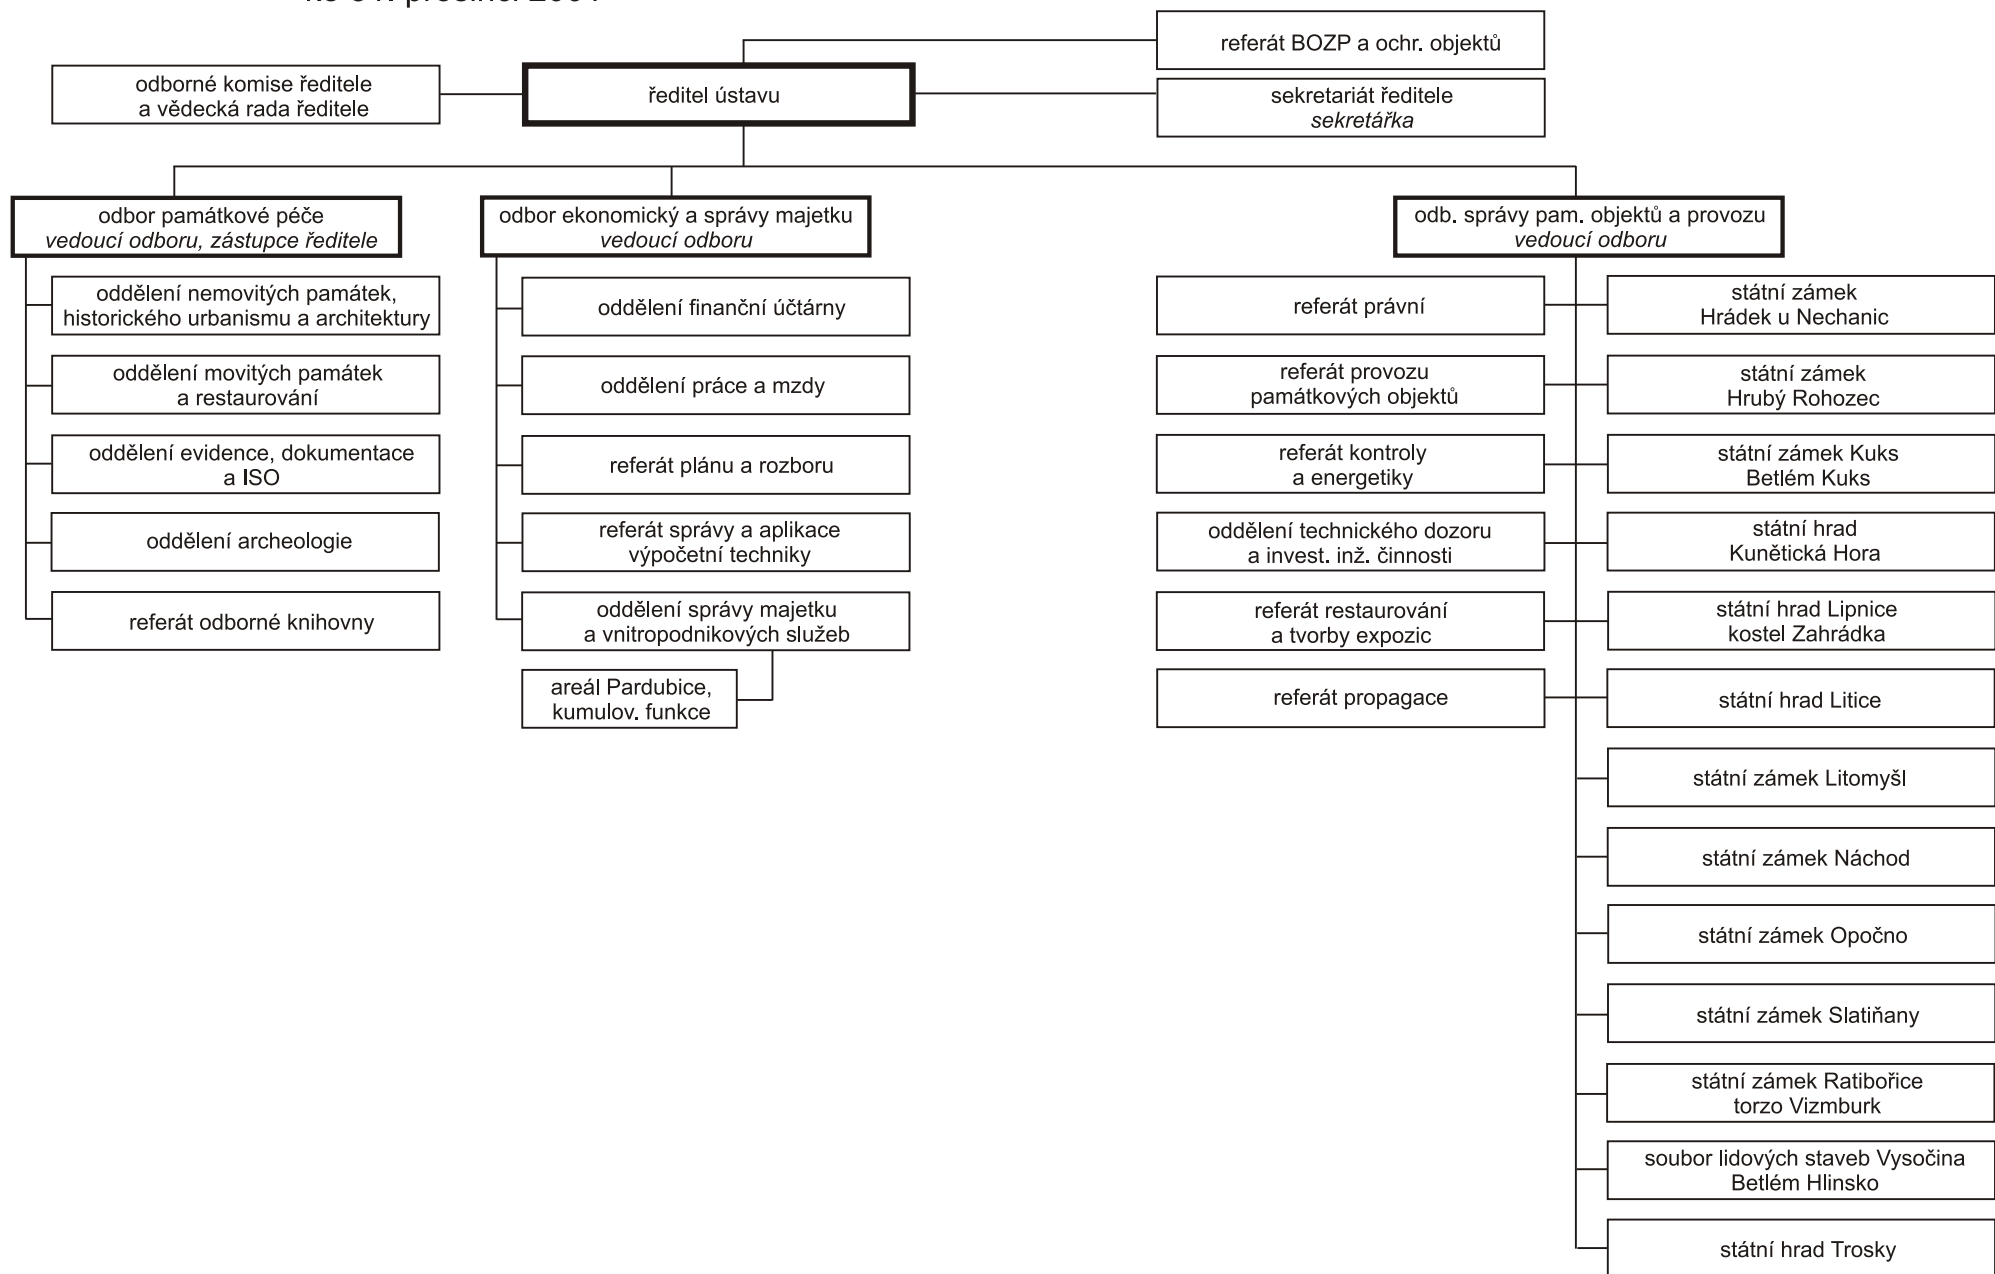 referát BOZP a ochr. objektů
odborné komise ředitele
a vědecká rada ředitele
ředitel ústavu
sekretariát ředitele
sekretářka
odbor památkové péče
vedoucí odboru, zástupce ředitele
odbor ekonomický a správy majetku
vedoucí odboru
odb. správy pam. objektů a provozu
vedoucí odboru
oddělení nemovitých památek,
historického urbanismu a architektury
oddělení movitých památek
a restaurování
oddělení evidence, dokumentace
a ISO
oddělení archeologie
referát odborné knihovny
oddělení finanční účtárny
oddělení práce a mzdy
referát plánu a rozboru
referát správy a aplikace
výpočetní techniky
oddělení správy majetku
a vnitropodnikových služeb
areál Pardubice,
kumulov. funkce
referát právní
referát provozu
památkových objektů
referát kontroly
a energetiky
oddělení technického dozoru
a invest. inž. činnosti
referát restaurování
a tvorby expozic
referát propagace
státní zámek
Hrádek u Nechanic
státní zámek
Hrubý Rohozec
státní zámek Kuks
Betlém Kuks
státní hrad
Kunětická Hora
státní hrad Lipnice
kostel Zahrádka
státní hrad Litice
státní zámek Litomyšl
státní zámek Náchod
státní zámek Opočno
státní zámek Slatiňany
státní zámek Ratibořice
torzo Vizmburk
soubor lidových staveb Vysočina
Betlém Hlinsko
státní hrad Trosky